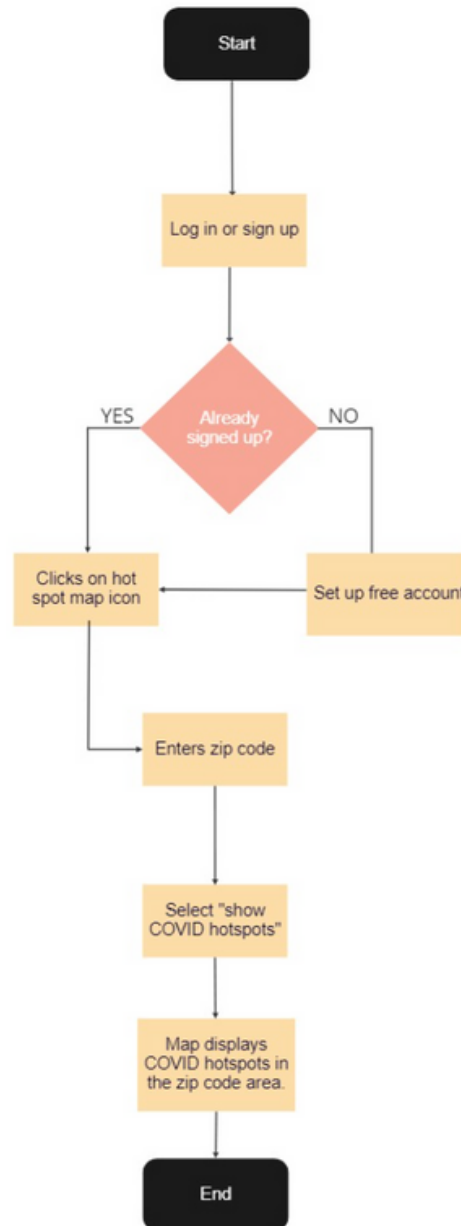 Start
Log in or sign up
Already
signed up?
YES
NO
Clicks on hot
spot map icon
Set up free account
Enters zip code
Select "show
COVID hotspots"
Map displays
COVID hotspots in
the zip code area.
End